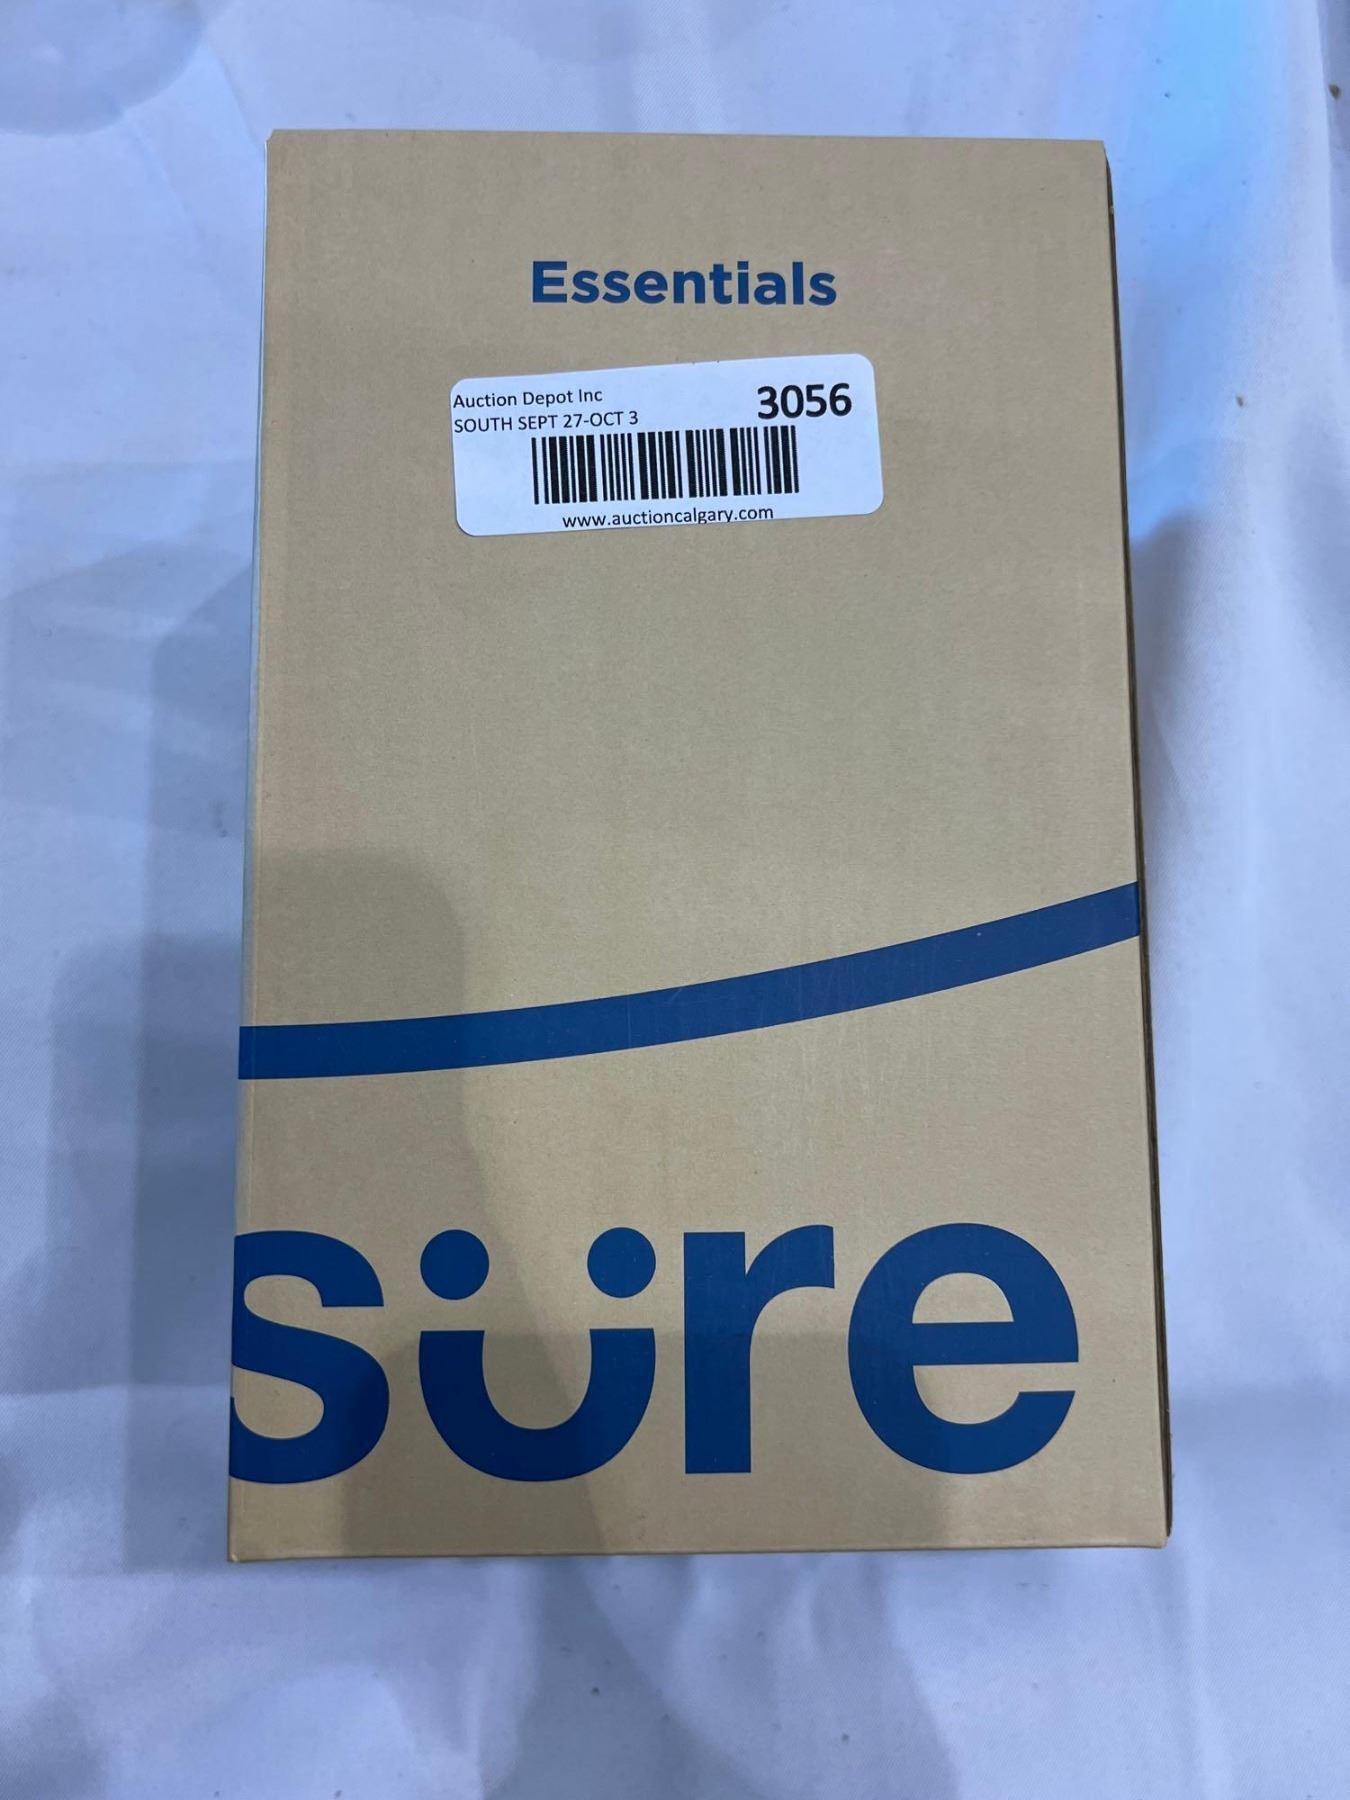 Essentials
Auction Depot Inc 3056
SOUTH SEPT 27-OCT 3
www.auctioncalgary.com
süre